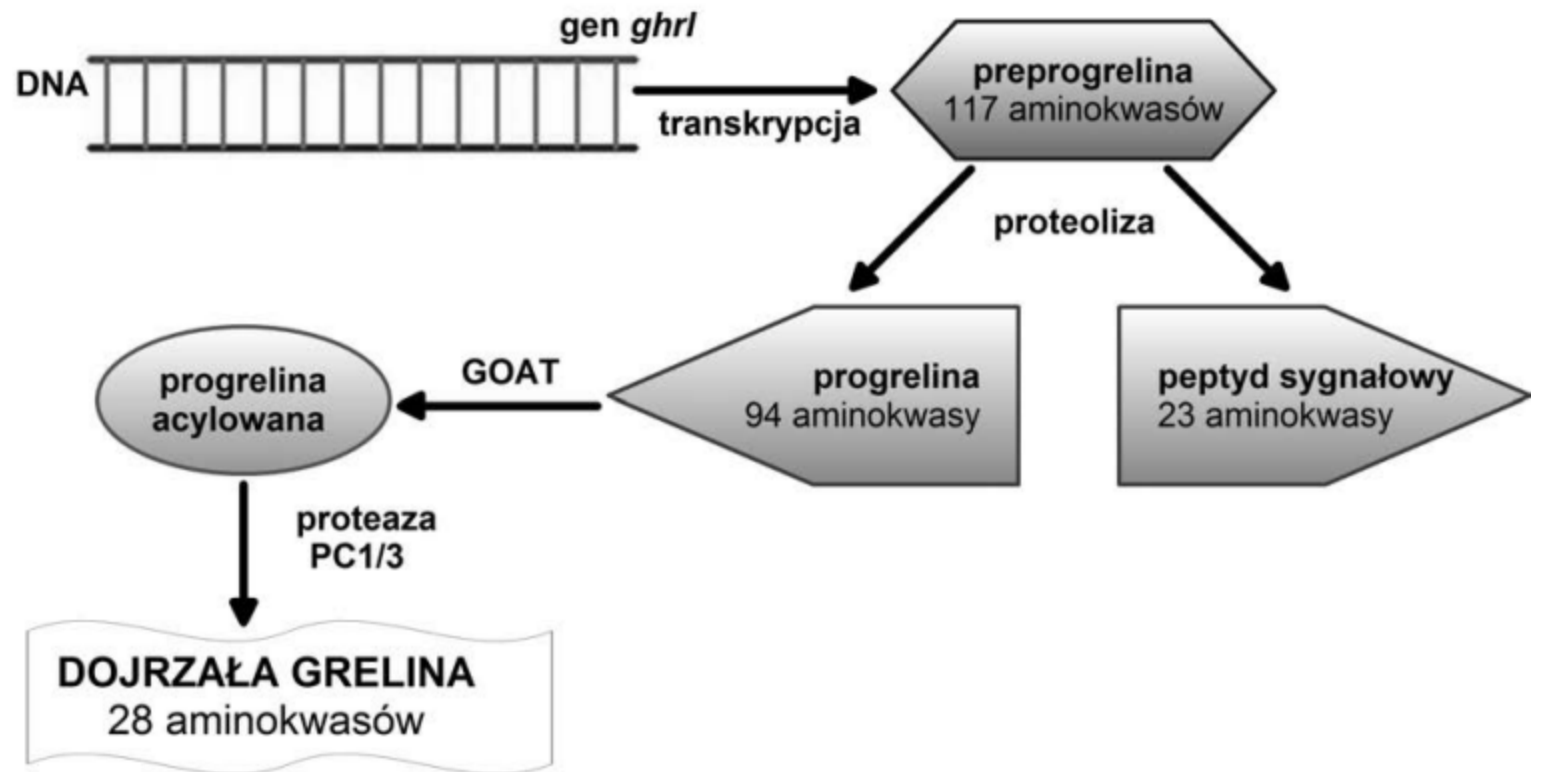 gen ghrl
DNA
transkrypcja
preprogrelina
117 aminokwasów
proteoliza
progrelina
94 aminokwasy
peptyd sygnałowy
23 aminokwasy
GOAT
progrelina
acylowana
proteaza
PC1/3
DOJRZAŁA GRELINA
28 aminokwasów